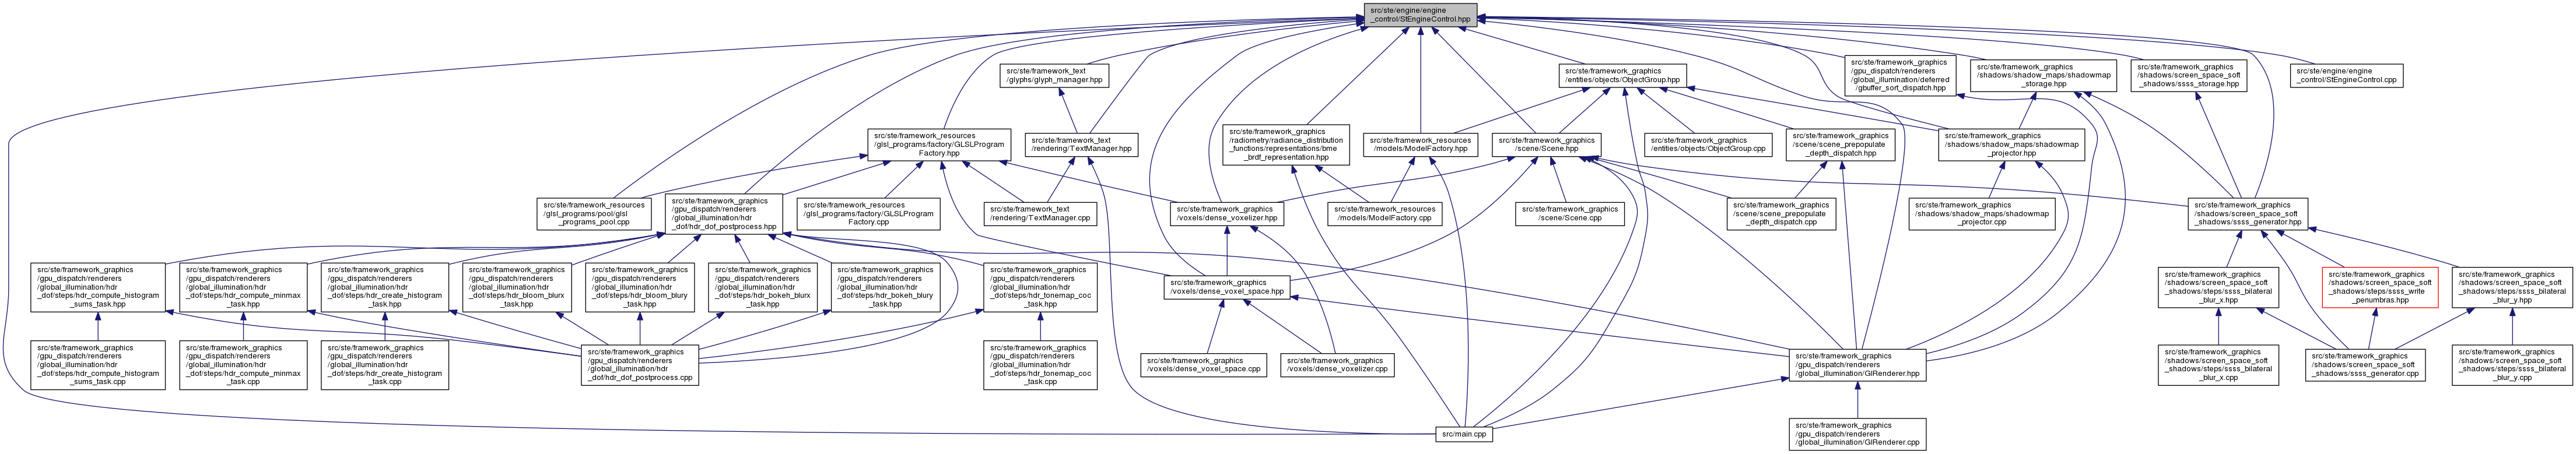 src/ste/engine/engine
_control/StEngineControl.hpp
src/ste/framework_text
/glyphs/glyph_manager.hpp
src/ste/framework_graphics
/entities/objects/ObjectGroup.hpp
src/ste/framework_graphics
/gpu_dispatch/renderers
/global_illumination/deferred
/gbuffer_sort_dispatch.hpp
src/ste/framework_graphics
/shadows/shadow_maps/shadowmap
_storage.hpp
src/ste/framework_graphics
/shadows/screen_space_soft
_shadows/ssss_storage.hpp
src/ste/engine/engine
_control/StEngineControl.cpp
src/ste/framework_resources
/glsl_programs/factory/GLSLProgram
Factory.hpp
src/ste/framework_text
/rendering/TextManager.hpp
src/ste/framework_graphics
/radiometry/radiance_distribution
_functions/representations/bme
_brdf_representation.hpp
src/ste/framework_resources
/models/ModelFactory.hpp
src/ste/framework_graphics
/scene/Scene.hpp
src/ste/framework_graphics
/entities/objects/ObjectGroup.cpp
src/ste/framework_graphics
/scene/scene_prepopulate
_depth_dispatch.hpp
src/ste/framework_graphics
/shadows/shadow_maps/shadowmap
_projector.hpp
src/ste/framework_resources
/glsl_programs/pool/glsl
_programs_pool.cpp
src/ste/framework_graphics
/gpu_dispatch/renderers
/global_illumination/hdr
_dof/hdr_dof_postprocess.hpp
src/ste/framework_resources
/glsl_programs/factory/GLSLProgram
Factory.cpp
src/ste/framework_text
/rendering/TextManager.cpp
src/ste/framework_graphics
/voxels/dense_voxelizer.hpp
src/ste/framework_resources
/models/ModelFactory.cpp
src/ste/framework_graphics
/scene/Scene.cpp
src/ste/framework_graphics
/scene/scene_prepopulate
_depth_dispatch.cpp
src/ste/framework_graphics
/shadows/shadow_maps/shadowmap
_projector.cpp
src/ste/framework_graphics
/shadows/screen_space_soft
_shadows/ssss_generator.hpp
src/ste/framework_graphics
/gpu_dispatch/renderers
/global_illumination/hdr
_dof/steps/hdr_compute_histogram
_sums_task.hpp
src/ste/framework_graphics
/gpu_dispatch/renderers
/global_illumination/hdr
_dof/steps/hdr_compute_minmax
_task.hpp
src/ste/framework_graphics
/gpu_dispatch/renderers
/global_illumination/hdr
_dof/steps/hdr_create_histogram
_task.hpp
src/ste/framework_graphics
/gpu_dispatch/renderers
/global_illumination/hdr
_dof/steps/hdr_bloom_blurx
_task.hpp
src/ste/framework_graphics
/gpu_dispatch/renderers
/global_illumination/hdr
_dof/steps/hdr_bloom_blury
_task.hpp
src/ste/framework_graphics
/gpu_dispatch/renderers
/global_illumination/hdr
_dof/steps/hdr_bokeh_blurx
_task.hpp
src/ste/framework_graphics
/gpu_dispatch/renderers
/global_illumination/hdr
_dof/steps/hdr_bokeh_blury
_task.hpp
src/ste/framework_graphics
/gpu_dispatch/renderers
/global_illumination/hdr
_dof/steps/hdr_tonemap_coc
_task.hpp
src/ste/framework_graphics
/voxels/dense_voxel_space.hpp
src/ste/framework_graphics
/shadows/screen_space_soft
_shadows/steps/ssss_bilateral
_blur_x.hpp
src/ste/framework_graphics
/shadows/screen_space_soft
_shadows/steps/ssss_write
_penumbras.hpp
src/ste/framework_graphics
/shadows/screen_space_soft
_shadows/steps/ssss_bilateral
_blur_y.hpp
src/ste/framework_graphics
/gpu_dispatch/renderers
/global_illumination/hdr
_dof/steps/hdr_compute_histogram
_sums_task.cpp
src/ste/framework_graphics
/gpu_dispatch/renderers
/global_illumination/hdr
_dof/steps/hdr_compute_minmax
_task.cpp
src/ste/framework_graphics
/gpu_dispatch/renderers
/global_illumination/hdr
_dof/steps/hdr_create_histogram
_task.cpp
src/ste/framework_graphics
/gpu_dispatch/renderers
/global_illumination/hdr
_dof/hdr_dof_postprocess.cpp
src/ste/framework_graphics
/gpu_dispatch/renderers
/global_illumination/hdr
_dof/steps/hdr_tonemap_coc
_task.cpp
src/ste/framework_graphics
/voxels/dense_voxel_space.cpp
src/ste/framework_graphics
/voxels/dense_voxelizer.cpp
src/ste/framework_graphics
/gpu_dispatch/renderers
/global_illumination/GIRenderer.hpp
src/ste/framework_graphics
/shadows/screen_space_soft
_shadows/steps/ssss_bilateral
_blur_x.cpp
src/ste/framework_graphics
/shadows/screen_space_soft
_shadows/ssss_generator.cpp
src/ste/framework_graphics
/shadows/screen_space_soft
_shadows/steps/ssss_bilateral
_blur_y.cpp
src/main.cpp
src/ste/framework_graphics
/gpu_dispatch/renderers
/global_illumination/GIRenderer.cpp